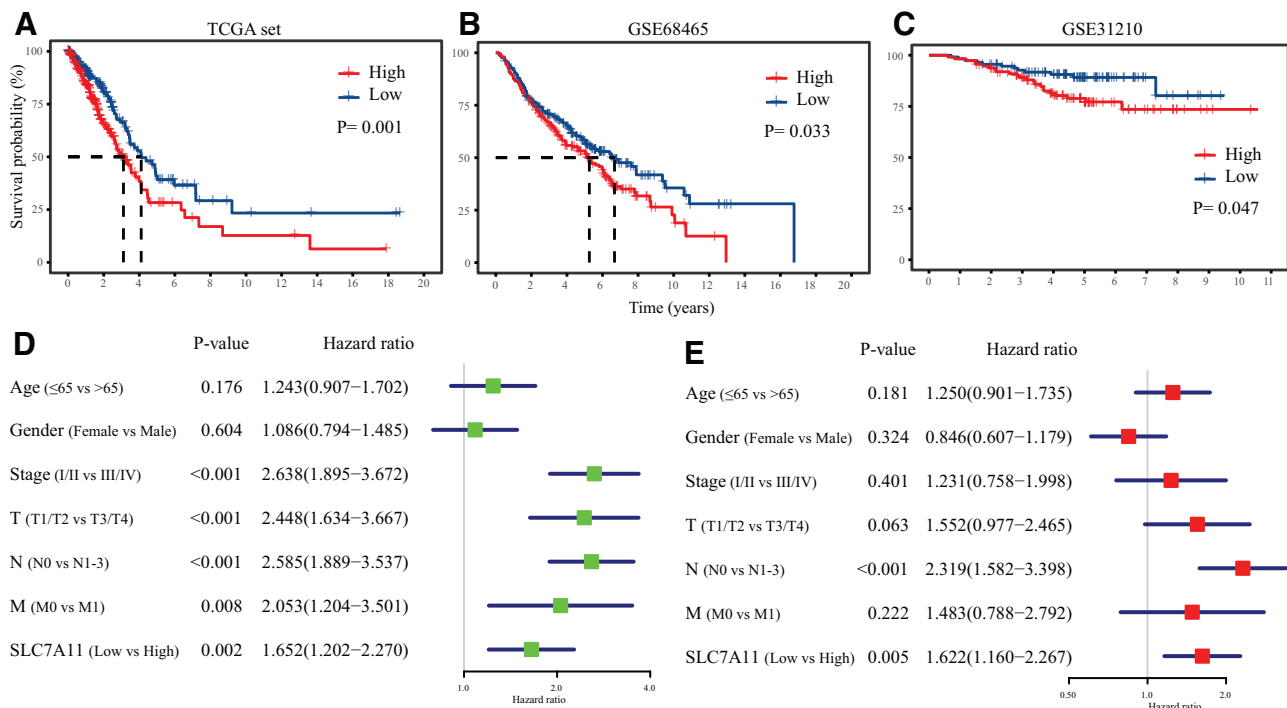 A
TCGA set
Survival probability (%)
100
75
50
25
0
High
Low
P= 0.001
0 2 4 6 8 10 12 14 16 18 20
B
GSE68465
100
75
50
25
0
High
Low
P= 0.033
0 2 4 6 8 10 12 14 16 18 20
Time (years)
C
GSE31210
100
75
50
25
0
High
Low
P= 0.047
0 1 2 3 4 5 6 7 8 9 10 11
D
P-value Hazard ratio
Age (≤65 vs >65) 0.176 1.243(0.907−1.702)
Gender (Female vs Male) 0.604 1.086(0.794−1.485)
Stage (I/II vs III/IV) <0.001 2.638(1.895−3.672)
T (T1/T2 vs T3/T4) <0.001 2.448(1.634−3.667)
N (N0 vs N1-3) <0.001 2.585(1.889−3.537)
M (M0 vs M1) 0.008 2.053(1.204−3.501)
SLC7A11 (Low vs High) 0.002 1.652(1.202−2.270)
1.0 2.0 4.0
Hazard ratio
E
P-value Hazard ratio
Age (≤65 vs >65) 0.181 1.250(0.901−1.735)
Gender (Female vs Male) 0.324 0.846(0.607−1.179)
Stage (I/II vs III/IV) 0.401 1.231(0.758−1.998)
T (T1/T2 vs T3/T4) 0.063 1.552(0.977−2.465)
N (N0 vs N1-3) <0.001 2.319(1.582−3.398)
M (M0 vs M1) 0.222 1.483(0.788−2.792)
SLC7A11 (Low vs High) 0.005 1.622(1.160−2.267)
0.50 1.0 2.0
Hazard ratio